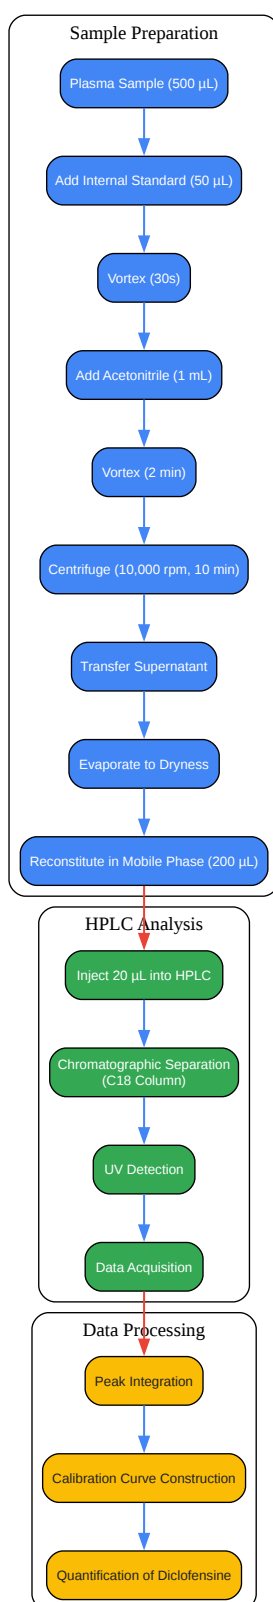 Sample Preparation
Plasma Sample (500 µL)
Add Internal Standard (50 µL)
Vortex (30s)
Add Acetonitrile (1 mL)
Vortex (2 min)
Centrifuge (10,000 rpm, 10 min)
Transfer Supernatant
Evaporate to Dryness
Reconstitute in Mobile Phase (200 µL)
HPLC Analysis
Inject 20 µL into HPLC
Chromatographic Separation
(C18 Column)
UV Detection
Data Acquisition
Data Processing
Peak Integration
Calibration Curve Construction
Quantification of Diclofensine